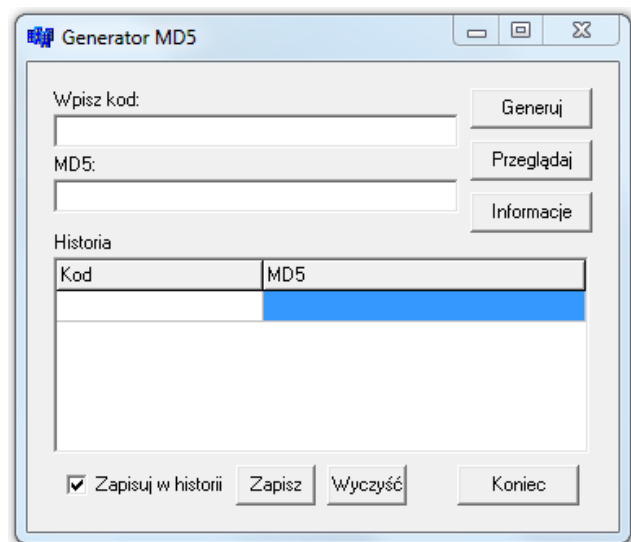 Generator MD5
Wpisz kod:
Generuj
MD5:
Przeglądaj
Informacje
Historia
Kod MD5
Zapisuj w historii Zapisz Wyczyść Koniec